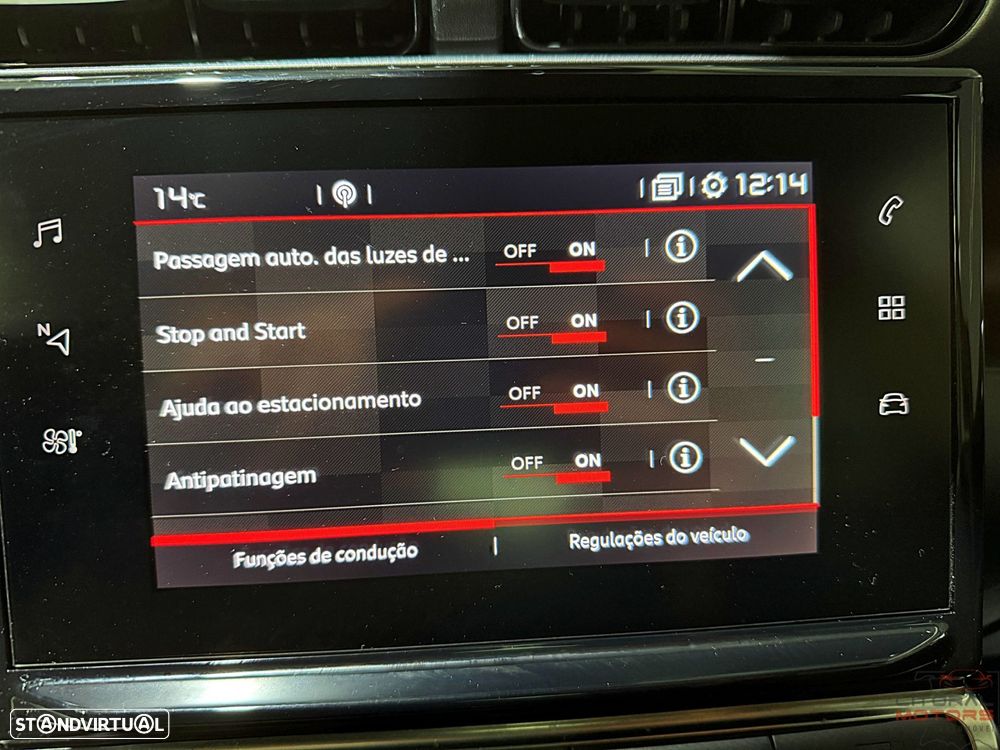 14°C 12:14
Passagem auto. das luzes de ... OFF ON
Stop and Start OFF ON
Ajuda ao estacionamento OFF ON
N
Antipatinagem OFF ON
Funções de condução Regulações do veículo
STANDVIRTUAL
MOTORS